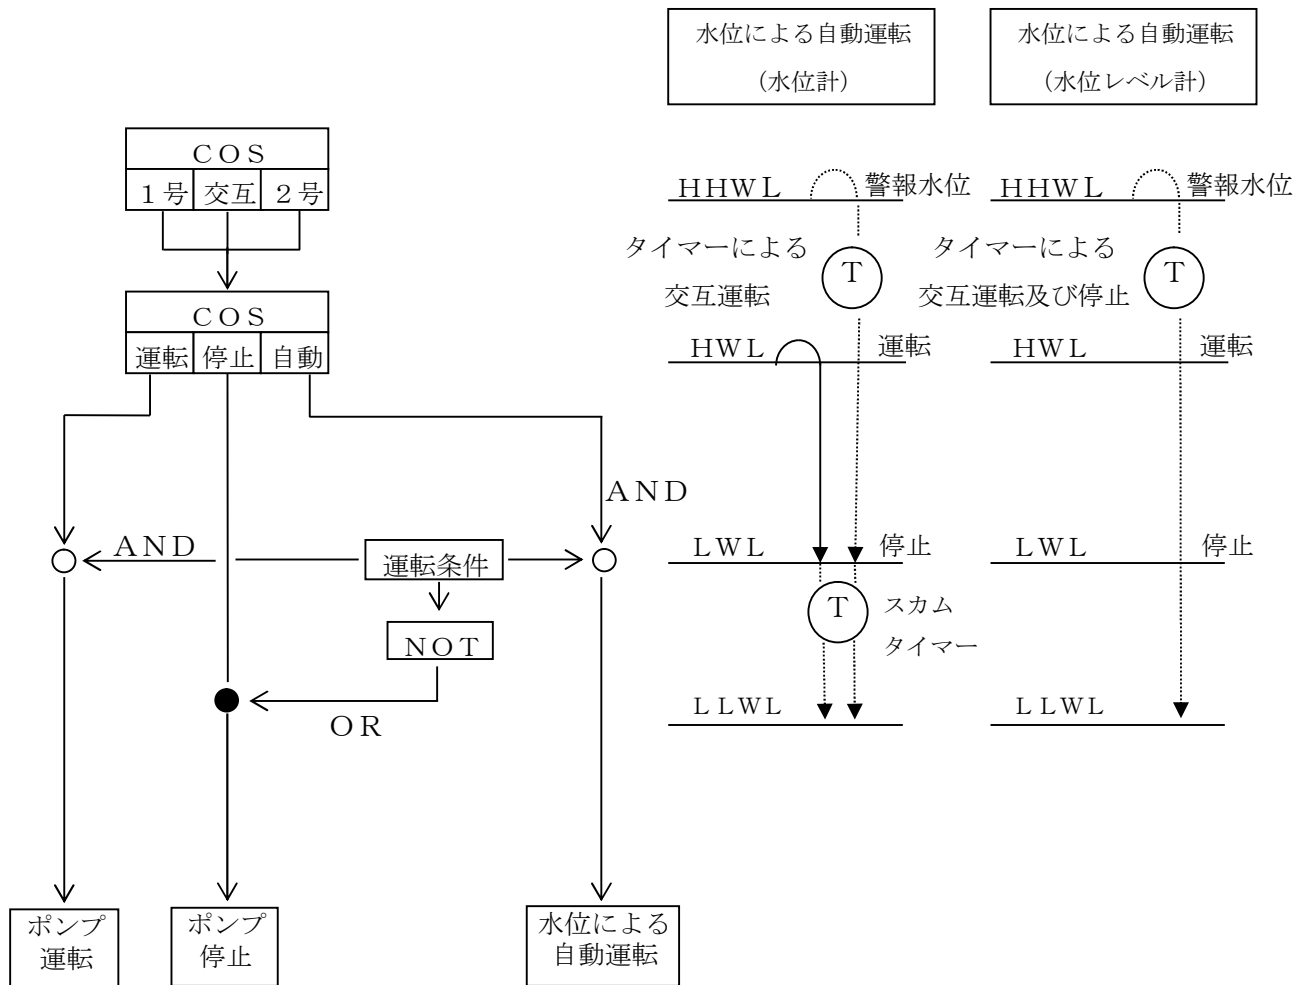 水位による自動運転
（水位計）
水位による自動運転
（水位レベル計）
ＣＯＳ
１号 交互 ２号
ＣＯＳ
運転 停止 自動
ＡＮＤ
ＡＮＤ
運転条件
ＮＯＴ
ＯＲ
ポンプ
運転
ポンプ
停止
水位による
自動運転
ＨＨＷＬ 警報水位
タイマーによる
交互運転
Ｔ
ＨＷＬ 運転
ＬＷＬ 停止
Ｔ
スカム
タイマー
ＬＬＷＬ
ＨＨＷＬ 警報水位
タイマーによる
交互運転及び停止
Ｔ
ＨＷＬ 運転
ＬＷＬ 停止
ＬＬＷＬ